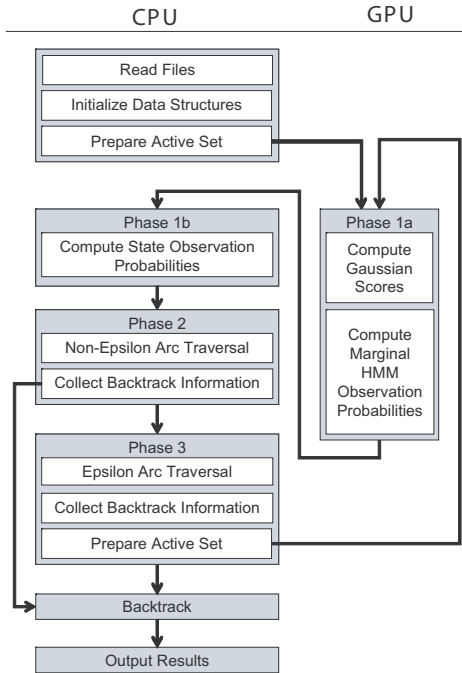 CPU
GPU
Read Files
Initialize Data Structures
Prepare Active Set
Phase 1b
Compute State Observation
Probabilities
Phase 1a
Compute
Gaussian
Scores
Compute
Marginal
HMM
Observation
Probabilities
Phase 2
Non-Epsilon Arc Traversal
Collect Backtrack Information
Phase 3
Epsilon Arc Traversal
Collect Backtrack Information
Prepare Active Set
Backtrack
Output Results